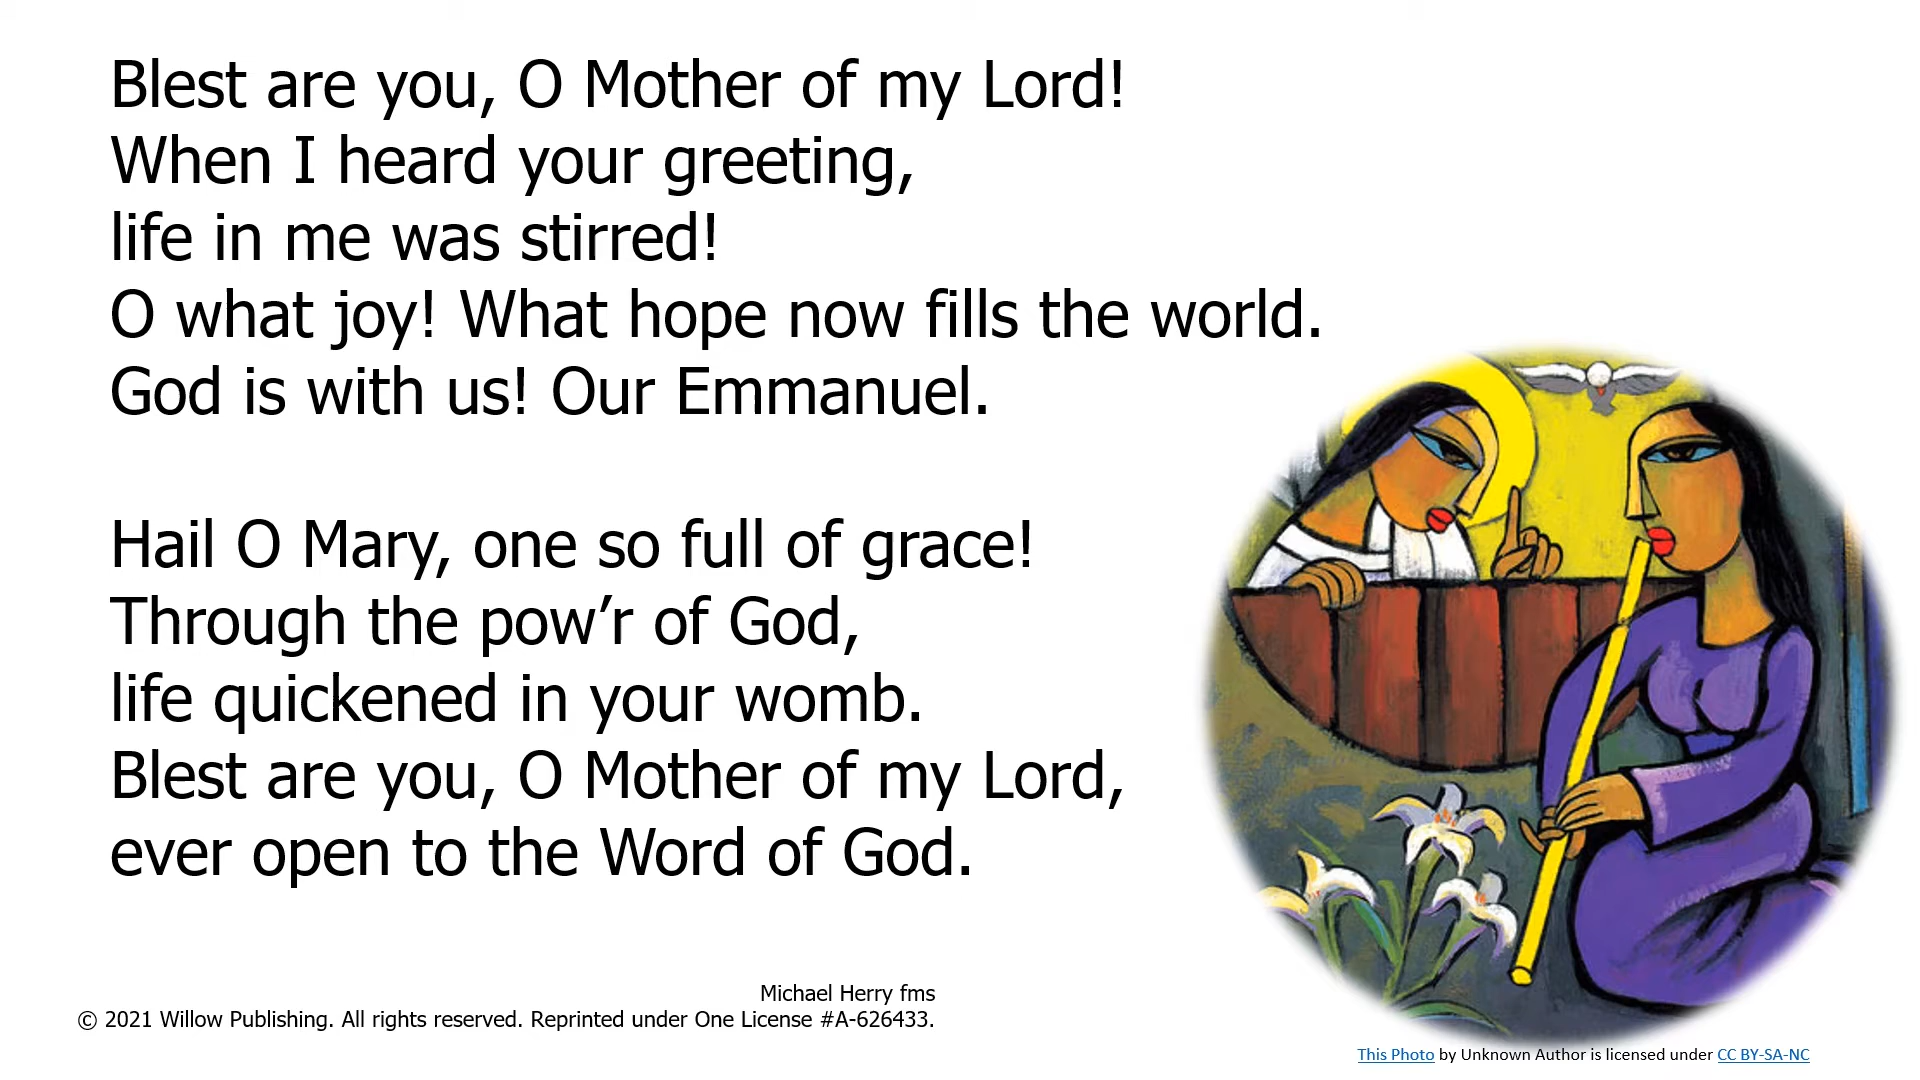 Blest are you, O Mother of my Lord!
When I heard your greeting,
life in me was stirred!
O what joy! What hope now fills the world.
God is with us! Our Emmanuel.
Hail O Mary, one so full of grace!
Through the pow’r of God,
life quickened in your womb.
Blest are you, O Mother of my Lord,
ever open to the Word of God.
Michael Herry fms
© 2021 Willow Publishing. All rights reserved. Reprinted under One License #A-626433.
This Photo by Unknown Author is licensed under CC BY-SA-NC